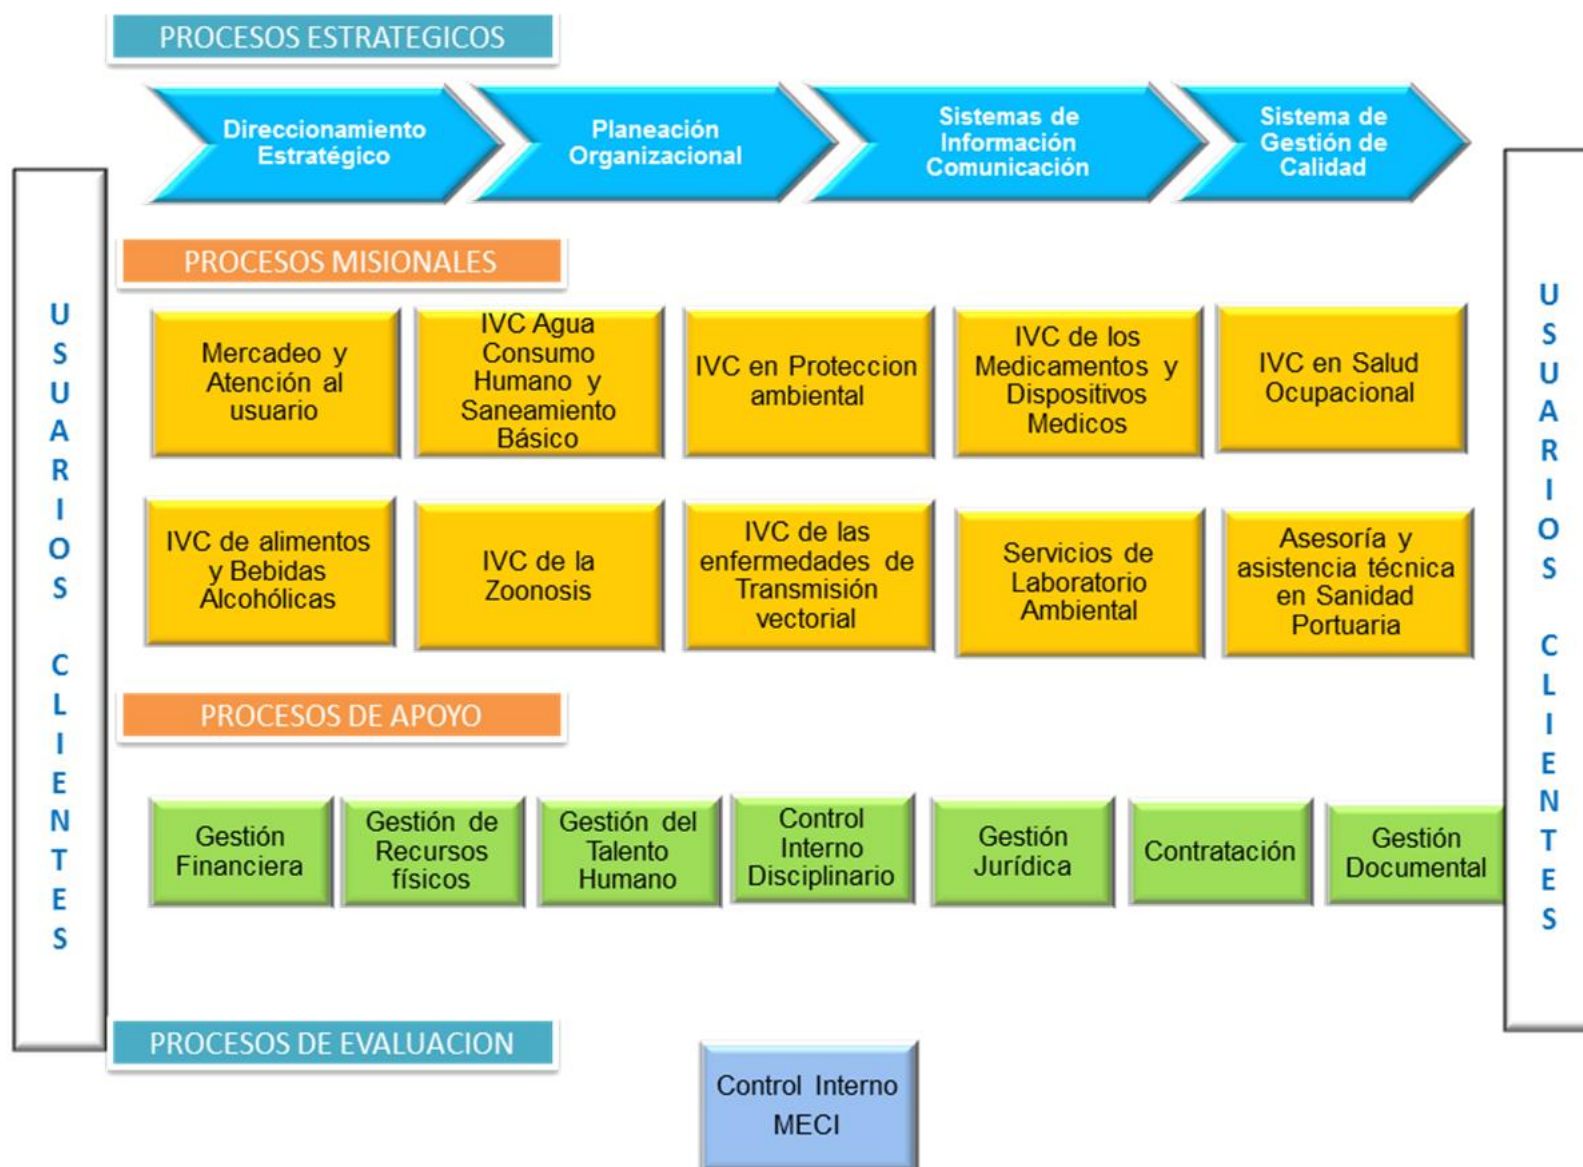 PROCESOS ESTRATEGICOS
Direccionamiento
Estratégico
Planeación
Organizacional
Sistemas de
Información
Comunicación
Sistema de
Gestión de
Calidad
USUARIOS CLIENTES
PROCESOS MISIONALES
Mercadeo y
Atención al
usuario
IVC Agua
Consumo
Humano y
Saneamiento
Básico
IVC en Proteccion
ambiental
IVC de los
Medicamentos y
Dispositivos
Medicos
IVC en Salud
Ocupacional
IVC de alimentos
y Bebidas
Alcohólicas
IVC de la
Zoonosis
IVC de las
enfermedades de
Transmisión
vectorial
Servicios de
Laboratorio
Ambiental
Asesoría y
asistencia técnica
en Sanidad
Portuaria
PROCESOS DE APOYO
Gestión
Financiera
Gestión de
Recursos
físicos
Gestión del
Talento
Humano
Control
Interno
Disciplinario
Gestión
Jurídica
Contratación
Gestión
Documental
PROCESOS DE EVALUACION
Control Interno
MECI
USUARIOS CLIENTES